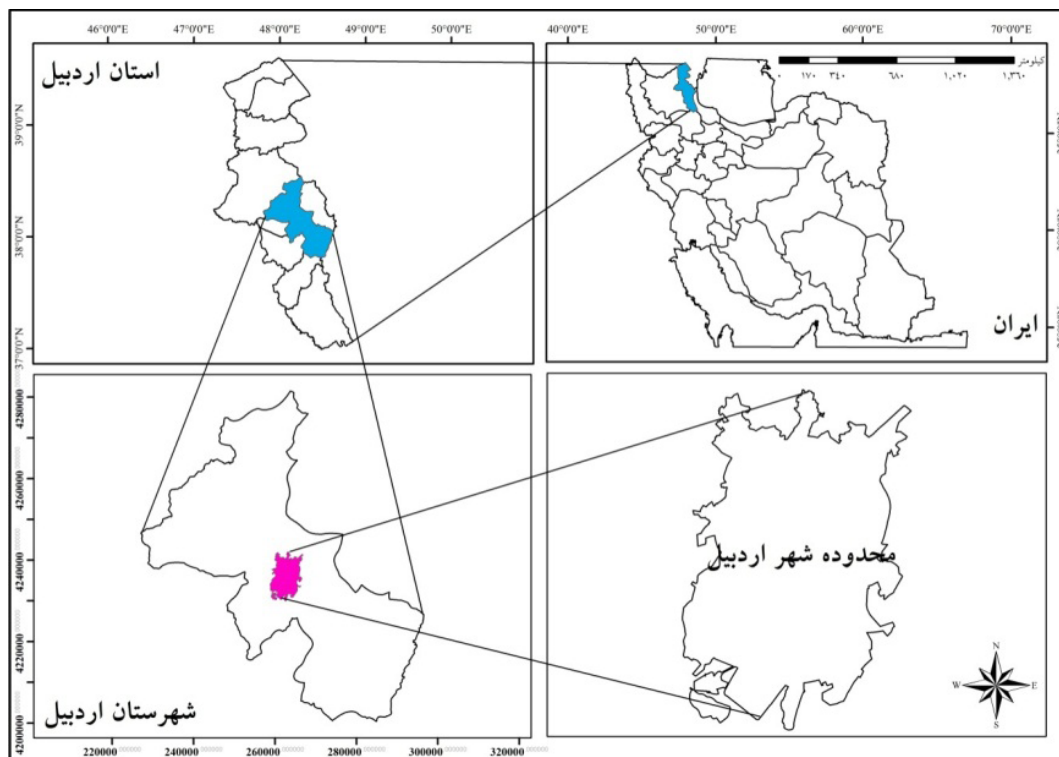 46°0'0"E 47°0'0"E 48°0'0"E 49°0'0"E 50°0'0"E
40°0'0"E 50°0'0"E 60°0'0"E 70°0'0"E
39°0'0"N
38°0'0"N
37°0'0"N
استان اردبیل
کیلومتر
۰ ۱۷۰ ۳۴۰ ۶۸۰ ۱,۰۲۰ ۱,۳۶۰
ایران
4280000
4260000
4240000
4220000
4200000
شهرستان اردبیل
220000 240000 260000 280000 300000 320000
محدوده شهر اردبیل
N
W E
S